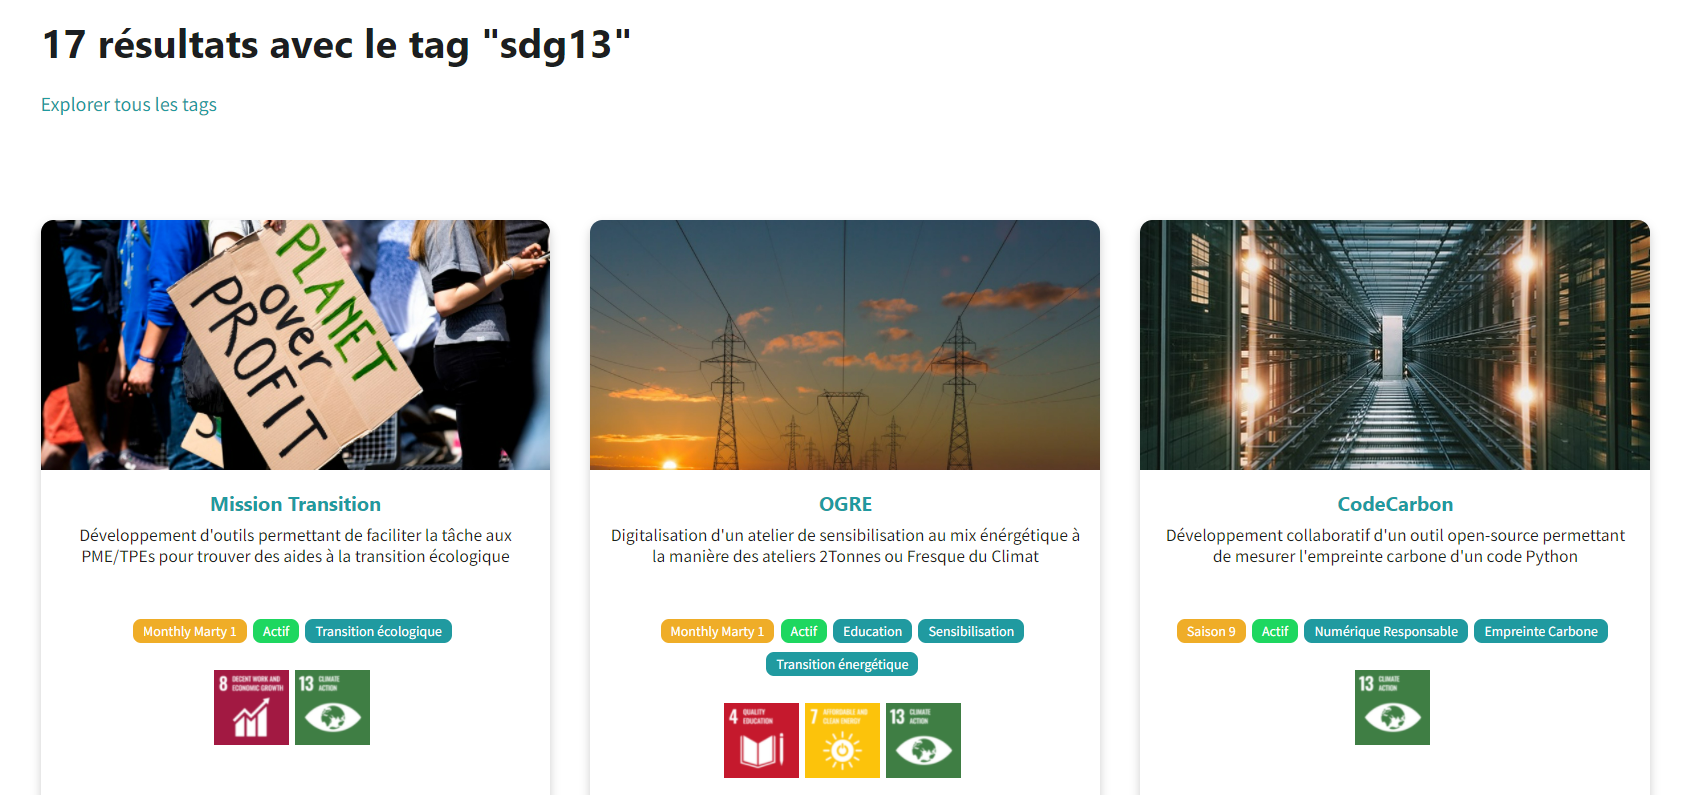 17 résultats avec le tag "sdg13"
Explorer tous les tags
PLANET
over
PROFIT
Mission Transition
Développement d'outils permettant de faciliter la tâche aux
PME/TPEs pour trouver des aides à la transition écologique
Monthly Marty 1
Actif
Transition écologique
8 DECENT WORK AND
ECONOMIC GROWTH
13 CLIMATE
ACTION
OGRE
Digitalisation d'un atelier de sensibilisation au mix énérgétique à
la manière des ateliers 2Tonnes ou Fresque du Climat
Monthly Marty 1
Actif
Education
Sensibilisation
Transition énergétique
4 QUALITY
EDUCATION
7 AFFORDABLE AND
CLEAN ENERGY
13 CLIMATE
ACTION
CodeCarbon
Développement collaboratif d'un outil open-source permettant
de mesurer l'empreinte carbone d'un code Python
Saison 9
Actif
Numérique Responsable
Empreinte Carbone
13 CLIMATE
ACTION